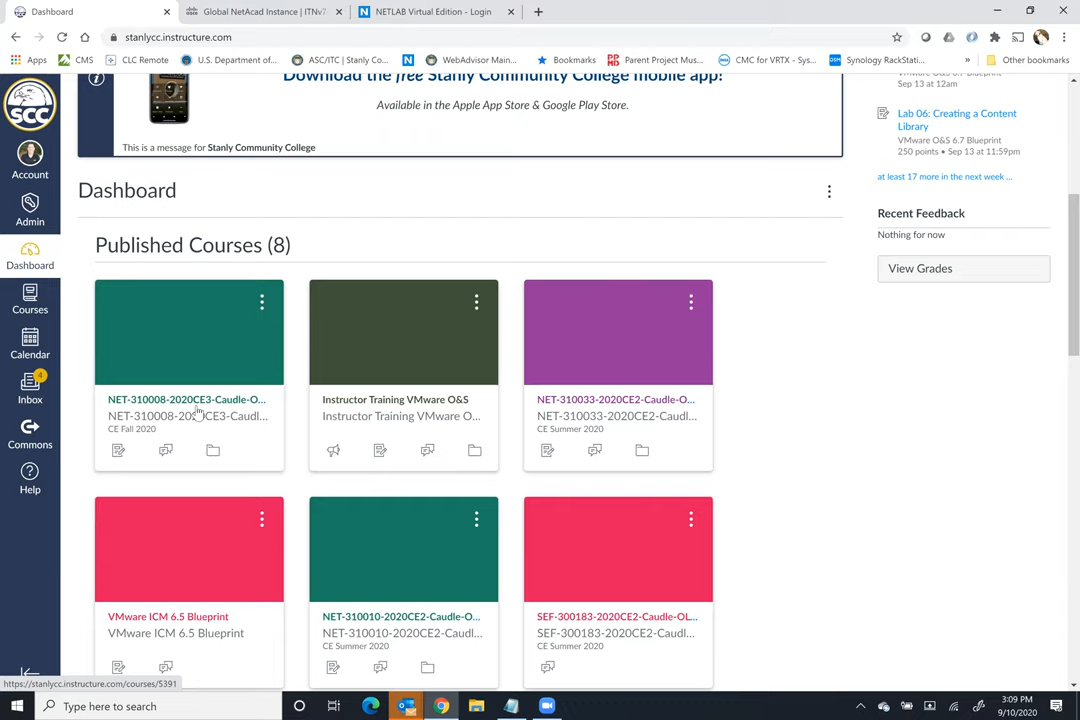 Dashboard
Global NetAcad Instance | ITNv7
NETLAB Virtual Edition - Login
stanlycc.instructure.com
Apps
CMS
CLC Remote
U.S. Department of...
ASC/ITC | Stanly Co...
WebAdvisor Main...
Bookmarks
Parent Project Mus...
CMC for VRTX - Sys...
Synology RackStati...
»
Other bookmarks
SCC
Account
Admin
Dashboard
Courses
Calendar
4
Inbox
Commons
Help
Download the free Stanly Community College mobile app!
Available in the Apple App Store & Google Play Store.
This is a message for Stanly Community College
Dashboard
Published Courses (8)
NET-310008-2020CE3-Caudle-O...
NET-310008-2020CE3-Caudl...
CE Fall 2020
Instructor Training VMware O&S
Instructor Training VMware O...
NET-310033-2020CE2-Caudle-O...
NET-310033-2020CE2-Caudl...
CE Summer 2020
VMware ICM 6.5 Blueprint
VMware ICM 6.5 Blueprint
NET-310010-2020CE2-Caudle-O...
NET-310010-2020CE2-Caudl...
CE Summer 2020
SEF-300183-2020CE2-Caudle-OL...
SEF-300183-2020CE2-Caudl...
CE Summer 2020
VMware O&S 6.7 Blueprint
Sep 13 at 12am
Lab 06: Creating a Content
Library
VMware O&S 6.7 Blueprint
250 points • Sep 13 at 11:59pm
at least 17 more in the next week ...
Recent Feedback
Nothing for now
View Grades
https://stanlycc.instructure.com/courses/5391
Type here to search
3:09 PM
9/10/2020